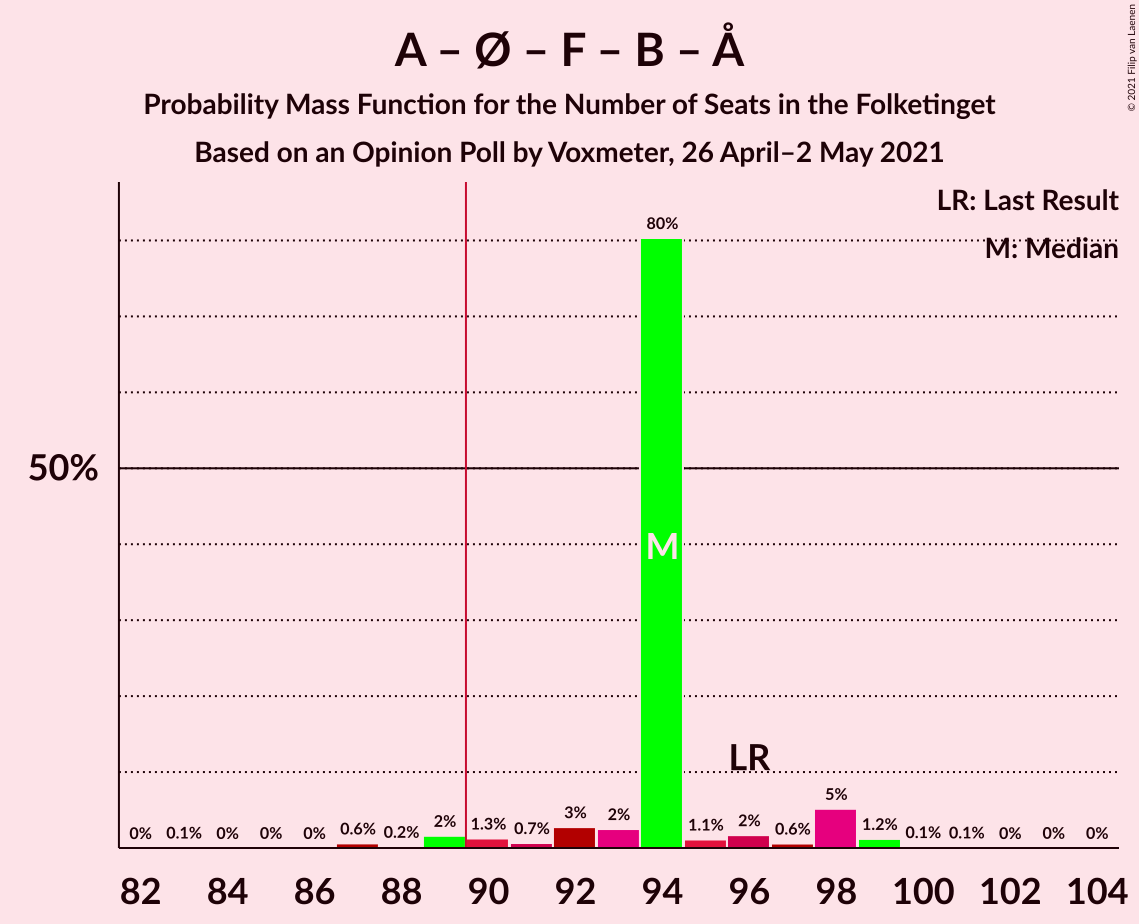 A – Ø – F – B – Å
Probability Mass Function for the Number of Seats in the Folketinget
Based on an Opinion Poll by Voxmeter, 26 April–2 May 2021
© 2021 Filip van Laenen
LR: Last Result
M: Median
80%
50%
M
LR
0% 0.1% 0% 0% 0% 0.6% 0.2% 2% 1.3% 0.7% 3% 2% 1.1% 2% 0.6% 5% 1.2% 0.1% 0.1% 0% 0% 0%
82 84 86 88 90 92 94 96 98 100 102 104